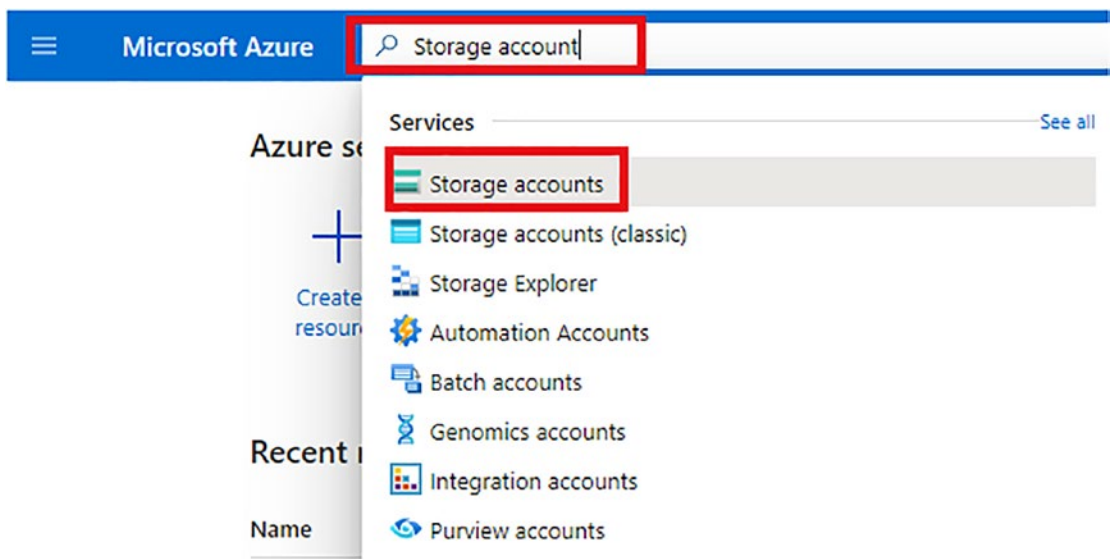 Microsoft Azure
Storage account
Services
See all
Azure se
Storage accounts
Storage accounts (classic)
Storage Explorer
Create
resour
Automation Accounts
Batch accounts
Genomics accounts
Recent r
Integration accounts
Name
Purview accounts